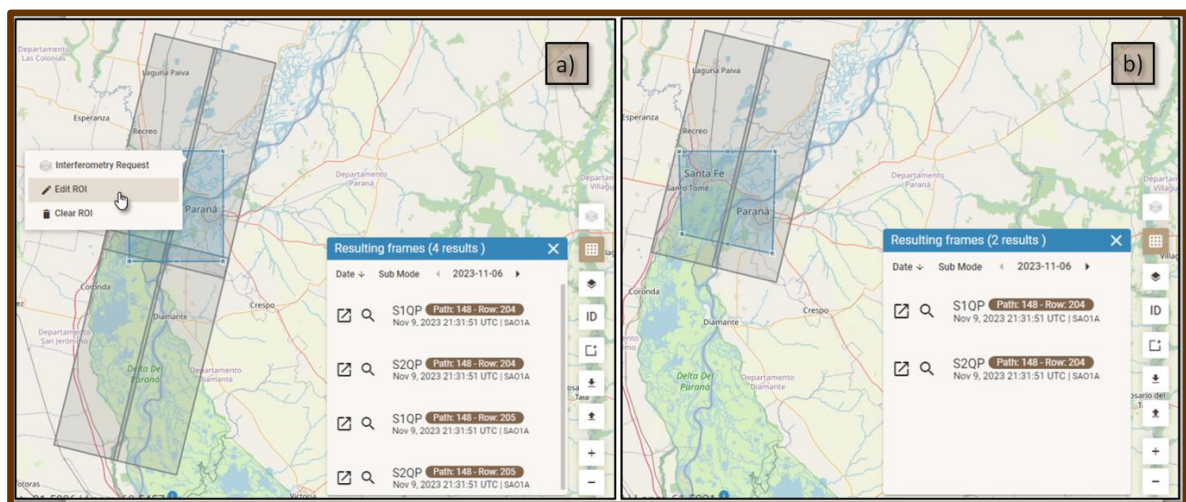 a)
Departamento
Las Colonias
Laguna Paiva
Esperanza
Recreo
Interferometry Request
Edit ROI
Clear ROI
Departamento
Paraná
Departam
Villagu
Paraná
Coronda
Crespo
Diamante
Departamento
San Jerónimo
Delta Del
Paraná
Departamento
Diamante
Victoria
Resulting frames (4 results )
Date Sub Mode 2023-11-06
S1QP Path: 148 - Row: 204
Nov 9, 2023 21:31:51 UTC | SAO1A
S2QP Path: 148 - Row: 204
Nov 9, 2023 21:31:51 UTC | SAO1A
S1QP Path: 148 - Row: 205
Nov 9, 2023 21:31:51 UTC | SAO1A
S2QP Path: 148 - Row: 205
Nov 9, 2023 21:31:51 UTC | SAO1A
ID
+
−
b)
Laguna Paiva
Esperanza
Recreo
Santa Fe
Santo Tomé
Paraná
Departamento
Paraná
Coronda
Crespo
Diamante
Delta Del
Paraná
Departamento
Diamante
Resulting frames (2 results )
Date Sub Mode 2023-11-06
S1QP Path: 148 - Row: 204
Nov 9, 2023 21:31:51 UTC | SAO1A
S2QP Path: 148 - Row: 204
Nov 9, 2023 21:31:51 UTC | SAO1A
ID
osario del
+
−